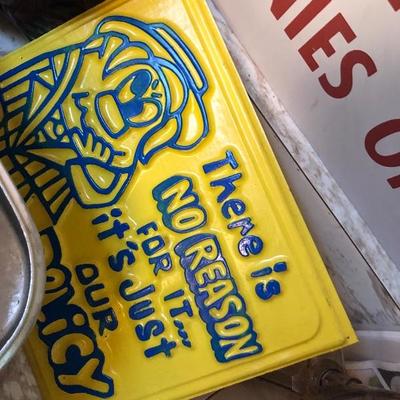 There is
NO REASON
FOR IT...
it's Just
OUR
POLICY
NIES O